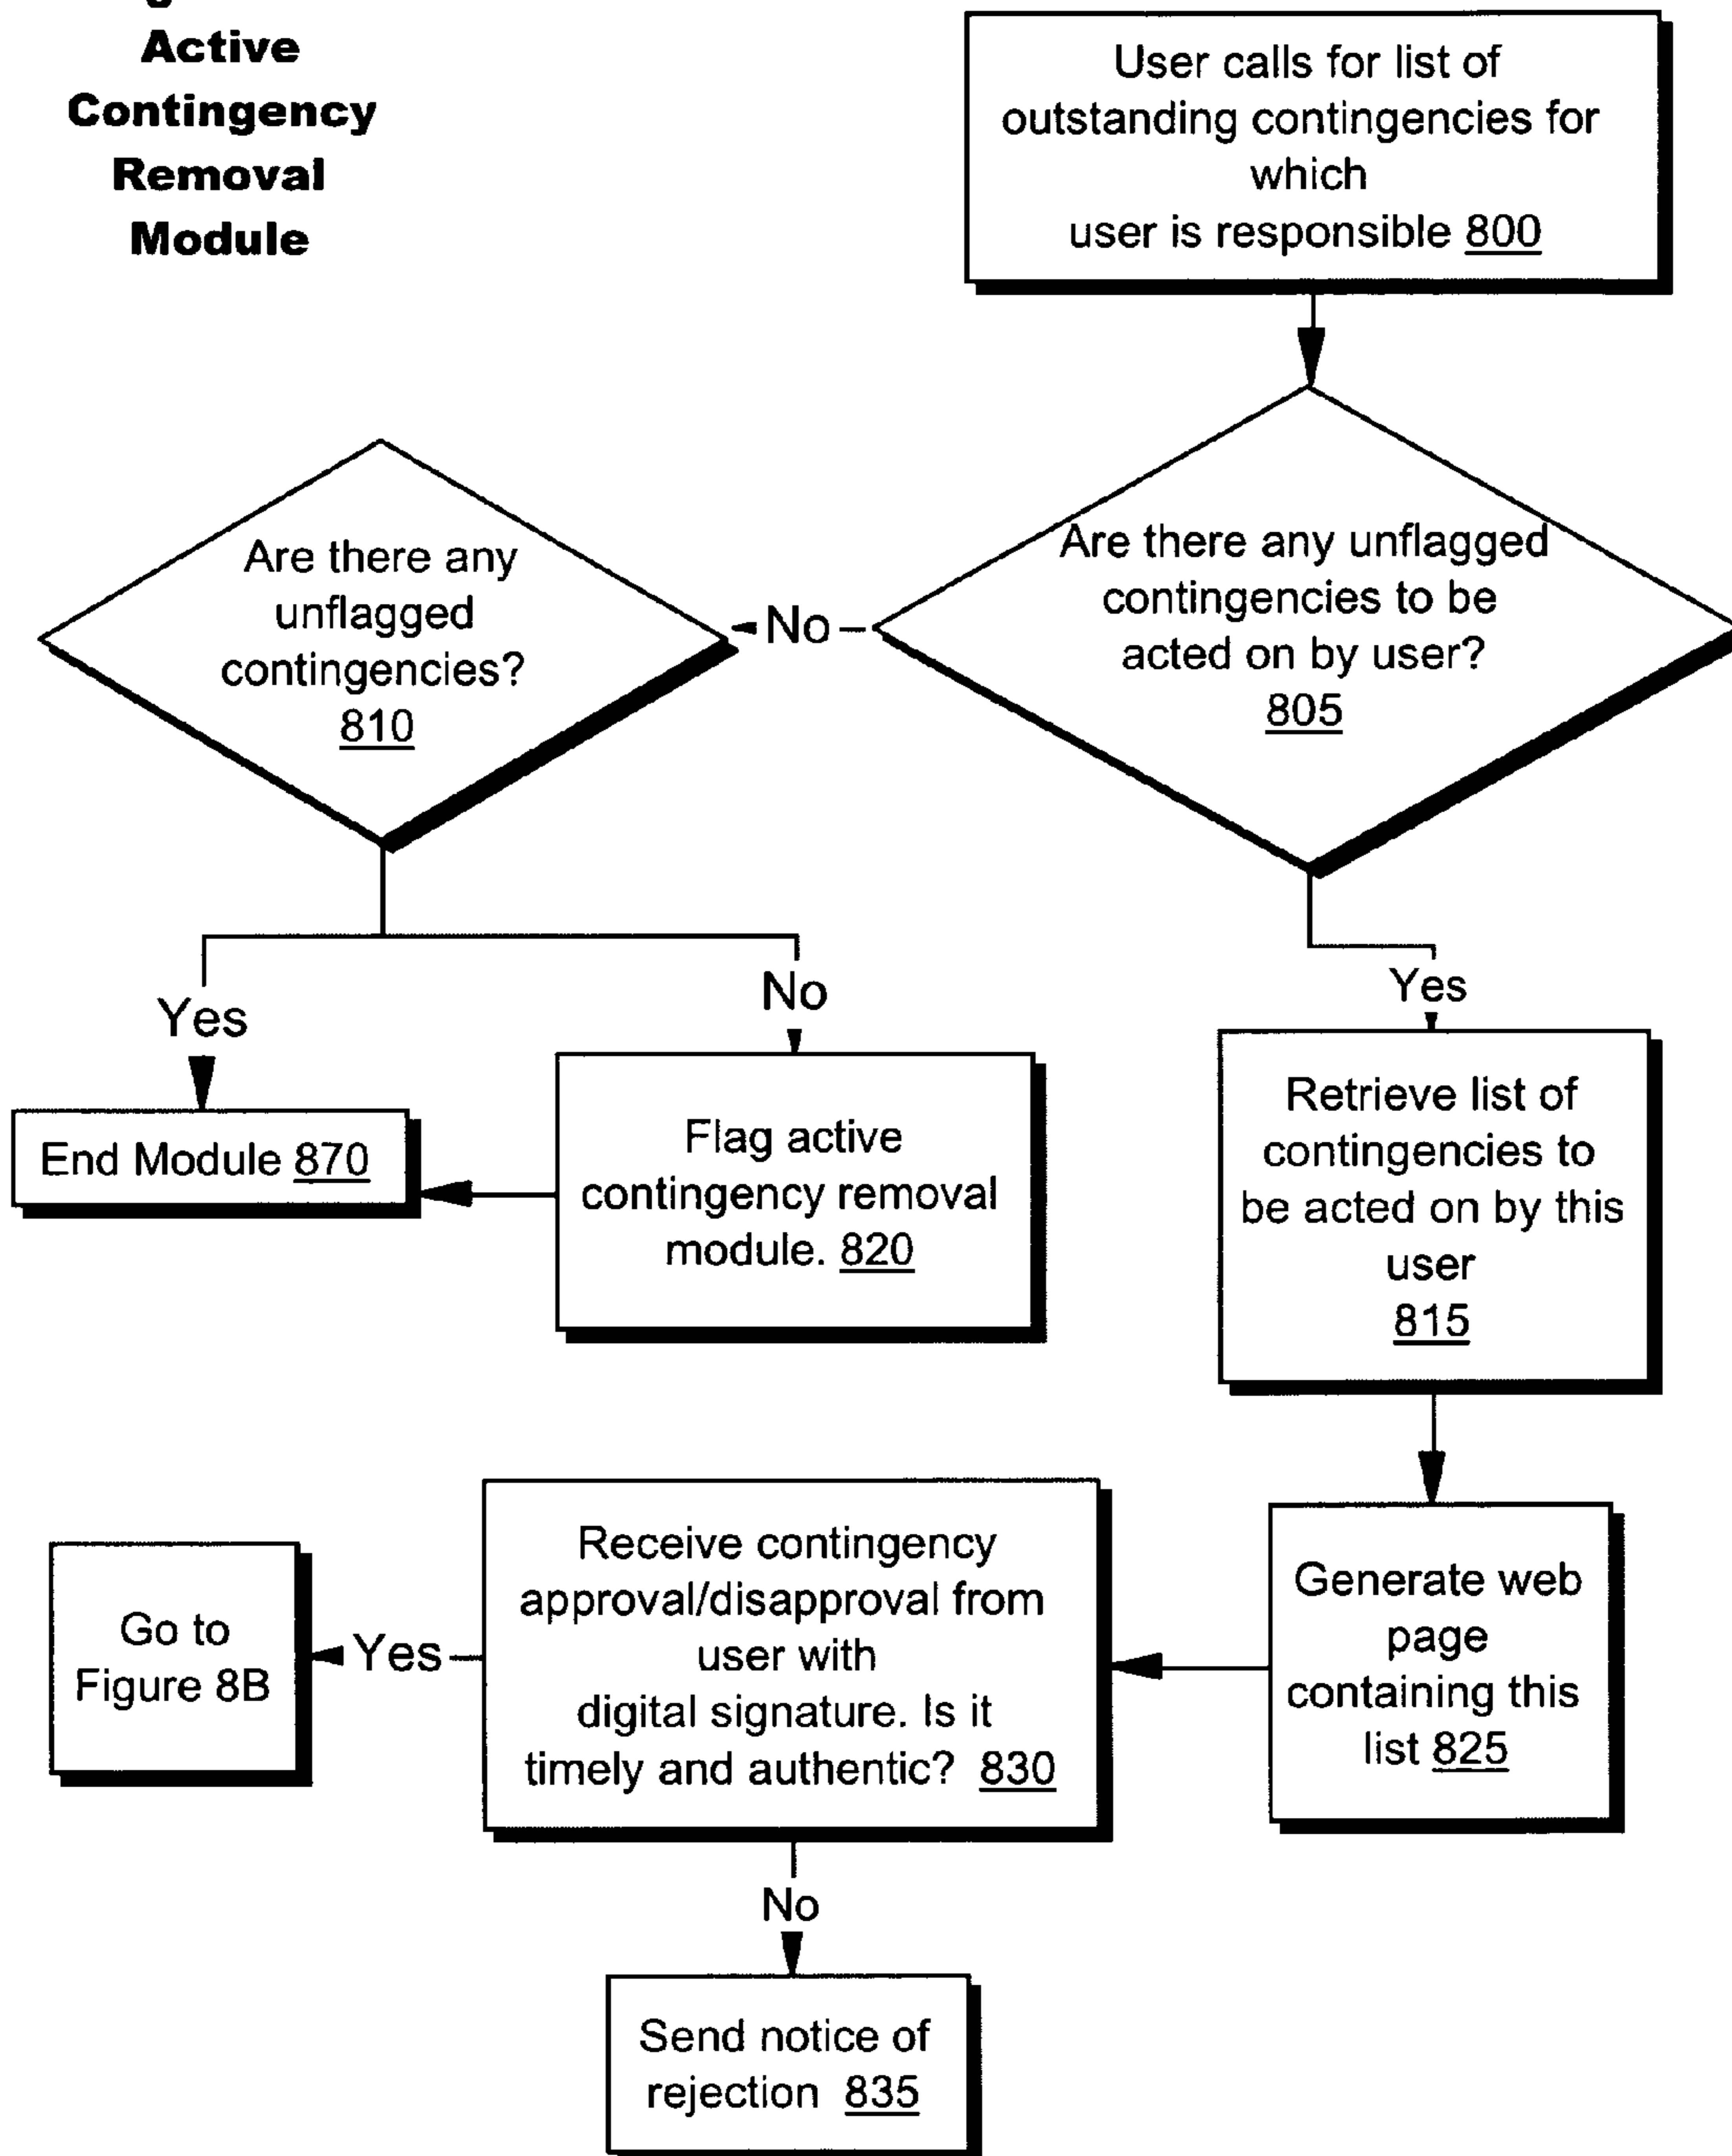 Active
Contingency
Removal
Module
User calls for list of
outstanding contingencies for
which
user is responsible 800
Are there any unflagged
contingencies to be
acted on by user?
805
No
Are there any
unflagged
contingencies?
810
Yes
No
Yes
End Module 870
Flag active
contingency removal
module. 820
Retrieve list of
contingencies to
be acted on by this
user
815
Generate web
page
containing this
list 825
Receive contingency
approval/disapproval from
user with
digital signature. Is it
timely and authentic? 830
Yes
Go to
Figure 8B
No
Send notice of
rejection 835